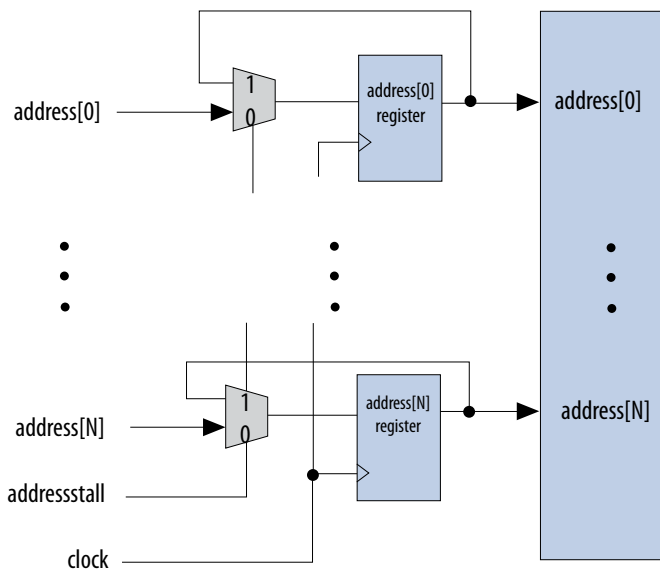 1
0
address[0]
address[0]
register
address[0]
1
0
address[N]
address[N]
register
address[N]
addressstall
clock